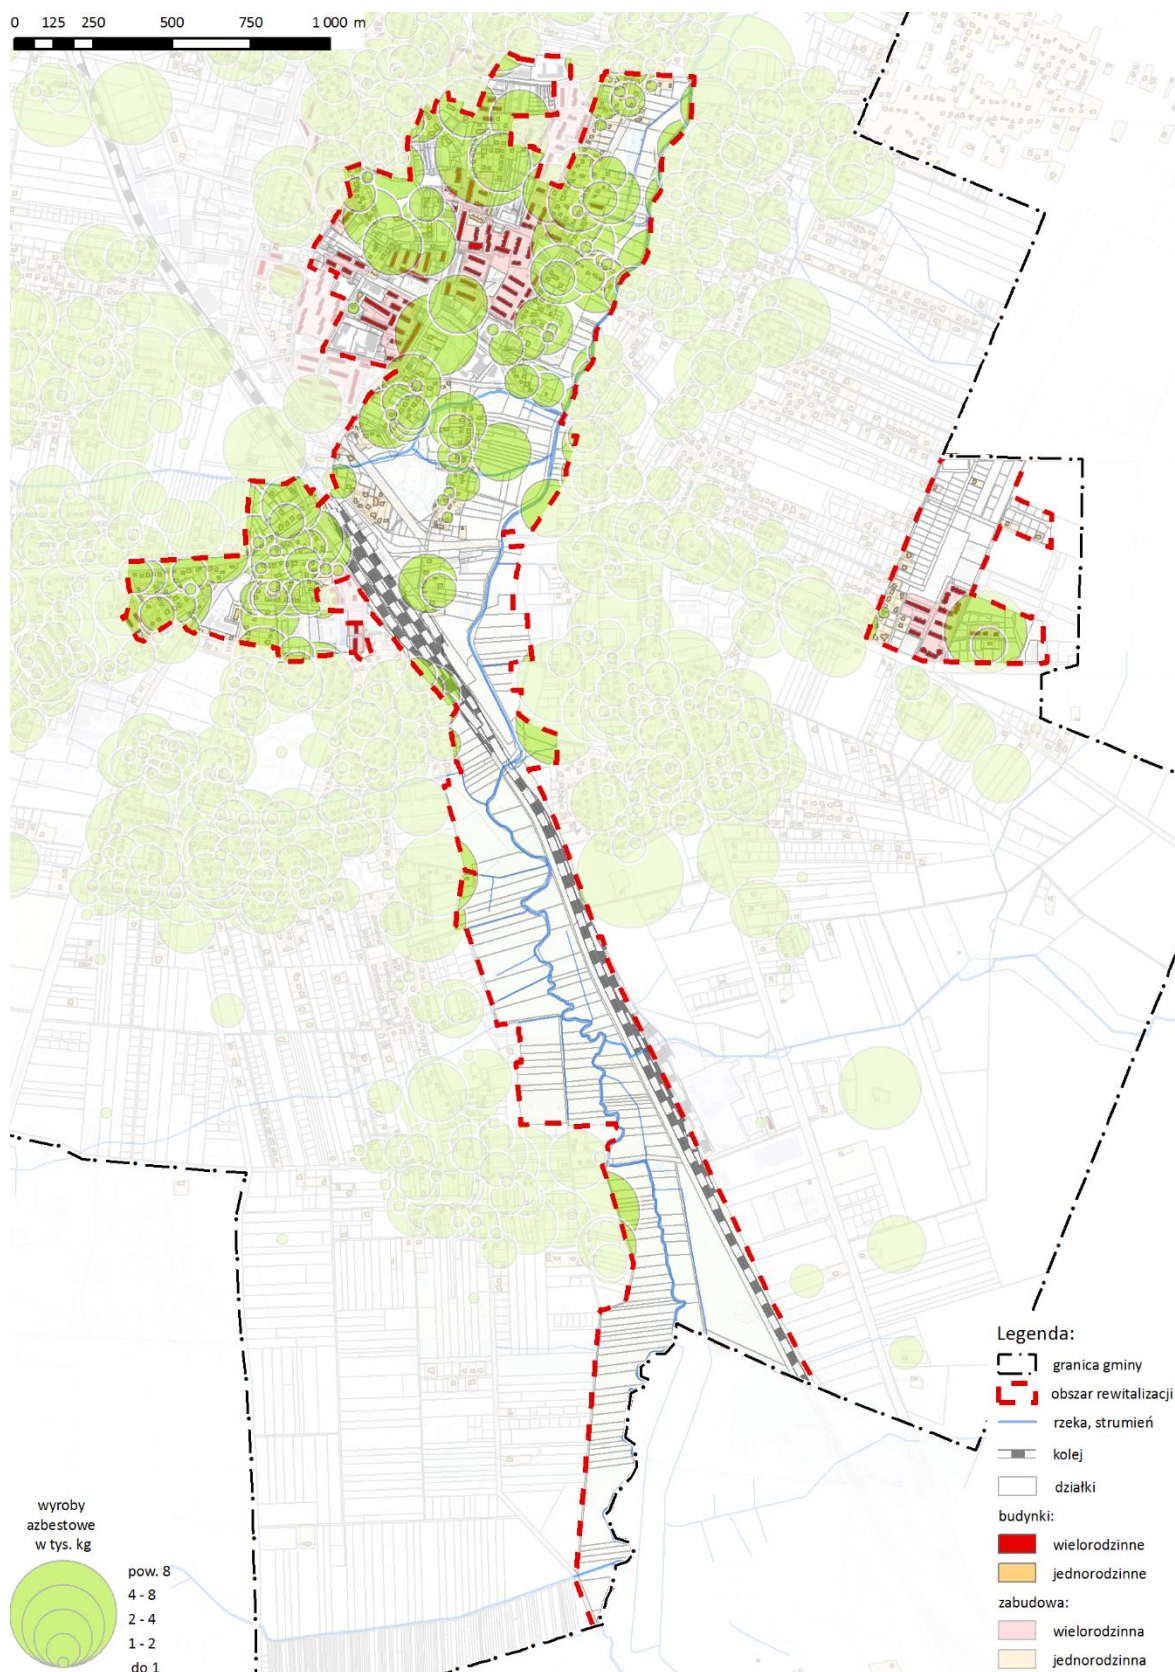 0 125 250 500 750 1 000 m
Legenda:
granica gminy
obszar rewitalizacji
rzeka, strumień
kolej
działki
budynki:
wielorodzinne
jednorodzinne
zabudowa:
wielorodzinna
jednorodzinna
wyroby
azbestowe
w tys. kg
pow. 8
4 - 8
2 - 4
1 - 2
do 1